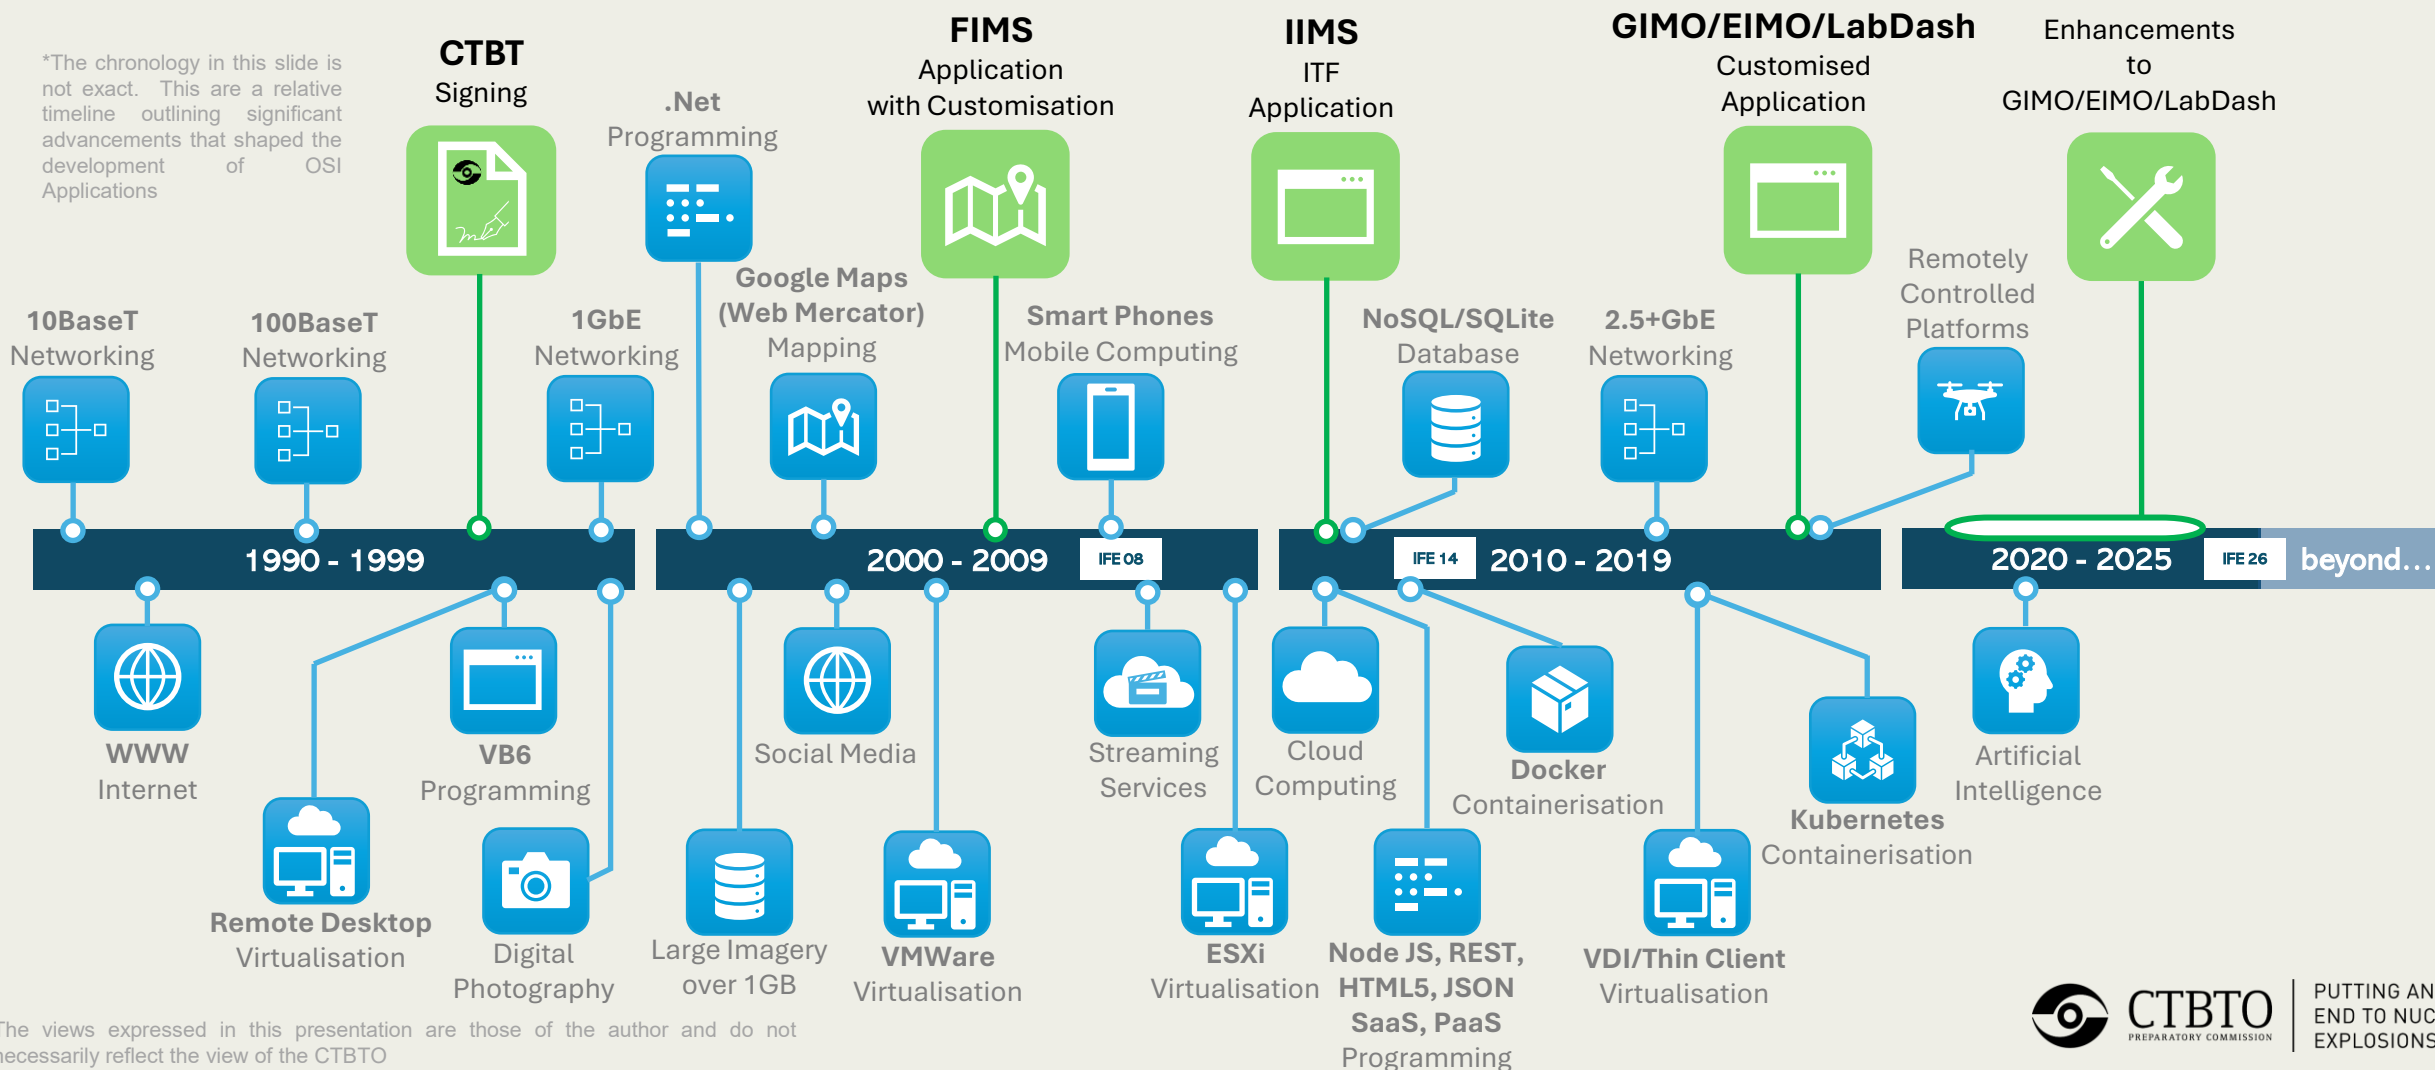 *The chronology in this slide is
not exact. This are a relative
timeline outlining significant
advancements that shaped the
development of OSI
Applications
CTBT
Signing
.Net
Programming
FIMS
Application
with Customisation
IIMS
ITF
Application
GIMO/EIMO/LabDash
Customised
Application
Enhancements
to
GIMO/EIMO/LabDash
10BaseT
Networking
100BaseT
Networking
1GbE
Networking
Google Maps
(Web Mercator)
Mapping
Smart Phones
Mobile Computing
NoSQL/SQLite
Database
2.5+GbE
Networking
Remotely
Controlled
Platforms
1990 - 1999
2000 - 2009
IFE 08
IFE 14
2010 - 2019
2020 - 2025
IFE 26
beyond...
WWW
Internet
Remote Desktop
Virtualisation
VB6
Programming
Digital
Photography
Large Imagery
over 1GB
Social Media
VMWare
Virtualisation
Streaming
Services
ESXi
Virtualisation
Cloud
Computing
Node JS, REST,
HTML5, JSON
SaaS, PaaS
Programming
Docker
Containerisation
VDI/Thin Client
Virtualisation
Kubernetes
Containerisation
Artificial
Intelligence
The views expressed in this presentation are those of the author and do not
necessarily reflect the view of the CTBTO
CTBTO
PREPARATORY COMMISSION
PUTTING AN
END TO NUC
EXPLOSIONS